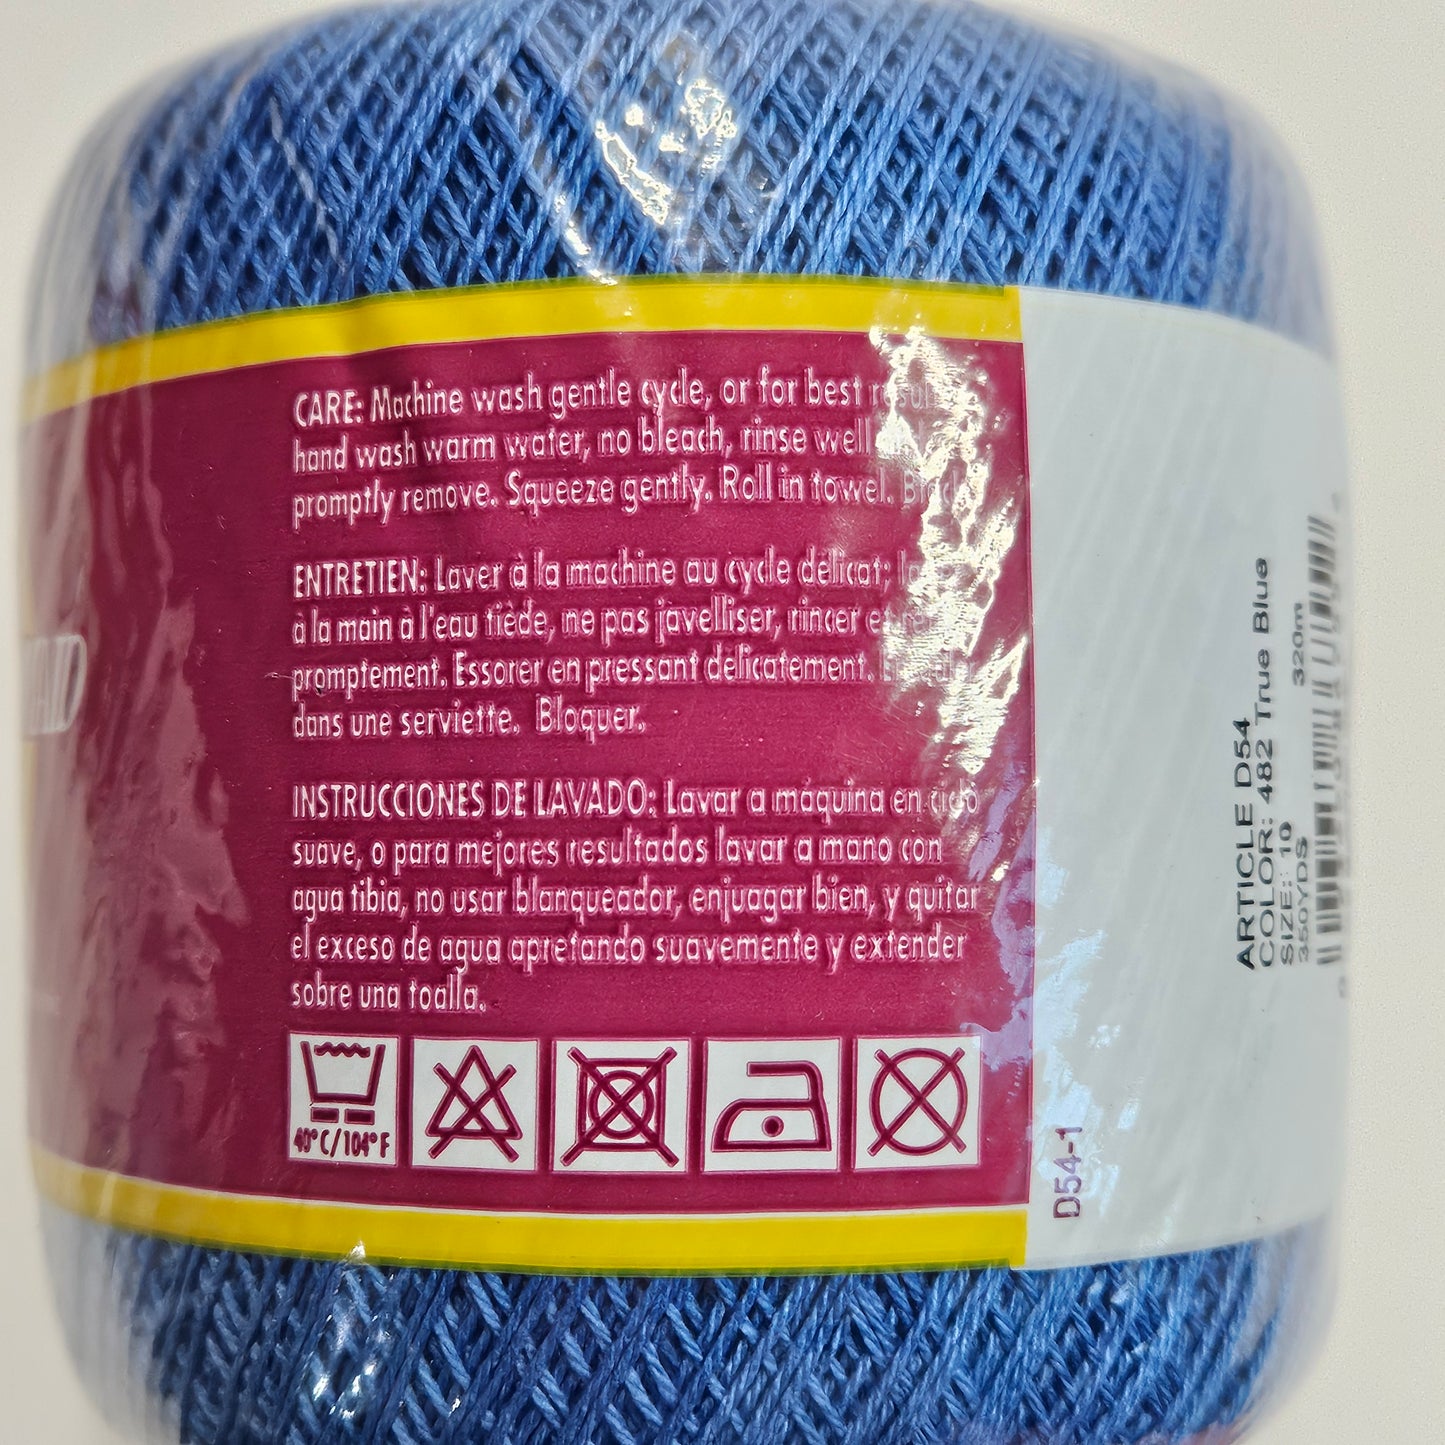 CARE: Machine wash gentle cycle, or for best
hand wash warm water, no bleach, rinse well
promptly remove. Squeeze gently. Roll in towel.
ENTRETIEN: Laver à la machine au cycle délicat;
à la main à l'eau tiède, ne pas javelliser, rincer et
promptement. Essorer en pressant délicatement.
dans une serviette. Bloquer.
INSTRUCCIONES DE LAVADO: Lavar a maquina en ciclo
suave, o para mejores resultados lavar a mano con
agua tibia, no usar blanqueador, enjuagar bien, y quitar
el exceso de agua apretando suavemente y extender
sobre una toalla.
40°C/104°F
D54-1
ARTICLE D54
COLOR: 482 True Blue
SIZE: 10
350YDS 320m